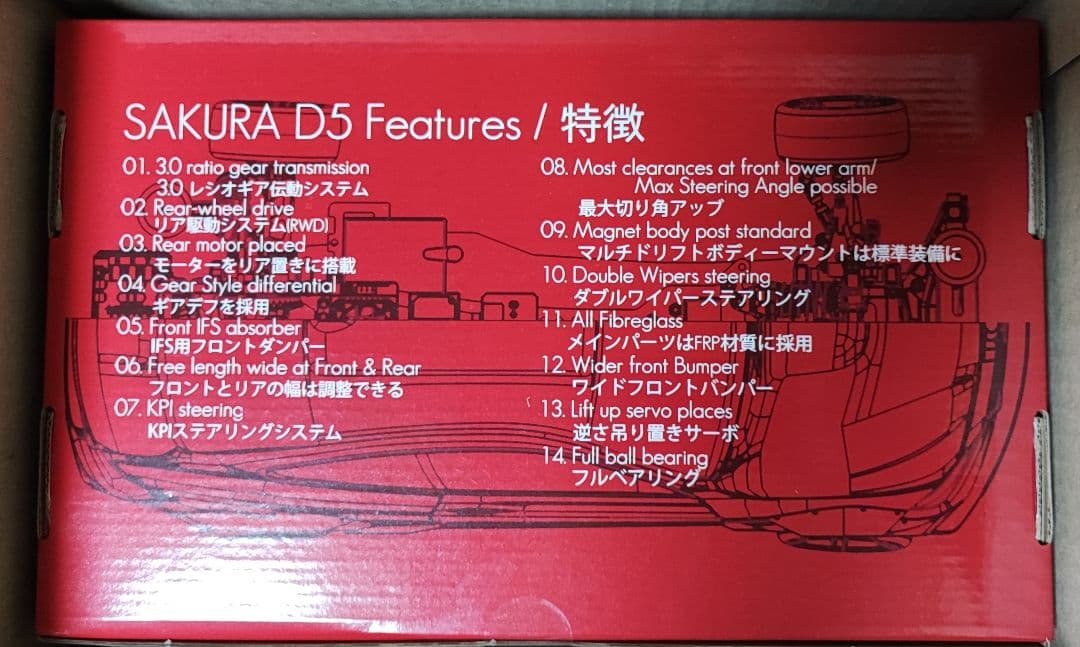 SAKURA D5 Features / 特徴
01. 3.0 ratio gear transmission
3.0 レシオギア伝動システム
02. Rear-wheel drive
リア駆動システム(RWD)
03. Rear motor placed
モーターをリア置きに搭載
04. Gear Style differential
ギアデフを採用
05. Front IFS absorber
IFS用フロントダンパー
06. Free length wide at Front & Rear
フロントとリアの幅は調整できる
07. KPI steering
KPIステアリングシステム
08. Most clearances at front lower arm/
Max Steering Angle possible
最大切り角アップ
09. Magnet body post standard
マルチドリフトボディーマウントは標準装備に
10. Double Wipers steering
ダブルワイパーステアリング
11. All Fibreglass
メインパーツはFRP材質に採用
12. Wider front Bumper
ワイドフロントバンパー
13. Lift up servo places
逆さ吊り置きサーボ
14. Full ball bearing
フルベアリング